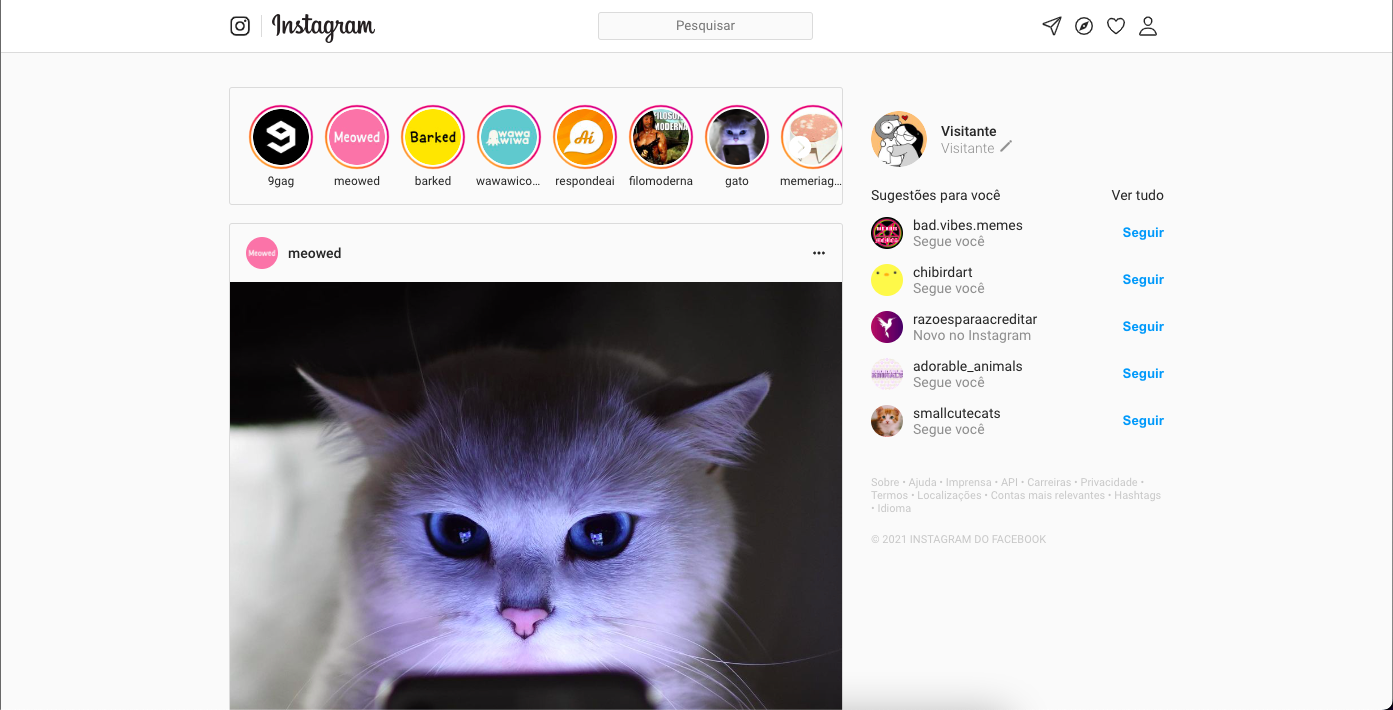 Instagram
Pesquisar
Meowed
Barked
wawa
wiwa
Ai
FILOSOFIA
MODERNA
9gag
meowed
barked
wawawico...
respondeai
filomoderna
gato
memeriag...
Visitante
Visitante
Sugestões para você
Ver tudo
bad.vibes.memes
Segue você
Seguir
chibirdart
Segue você
Seguir
razoesparaacreditar
Novo no Instagram
Seguir
adorable_animals
Segue você
Seguir
smallcutecats
Segue você
Seguir
Meowed
meowed
Sobre • Ajuda • Imprensa • API • Carreiras • Privacidade •
Termos • Localizações • Contas mais relevantes • Hashtags
• Idioma
© 2021 INSTAGRAM DO FACEBOOK